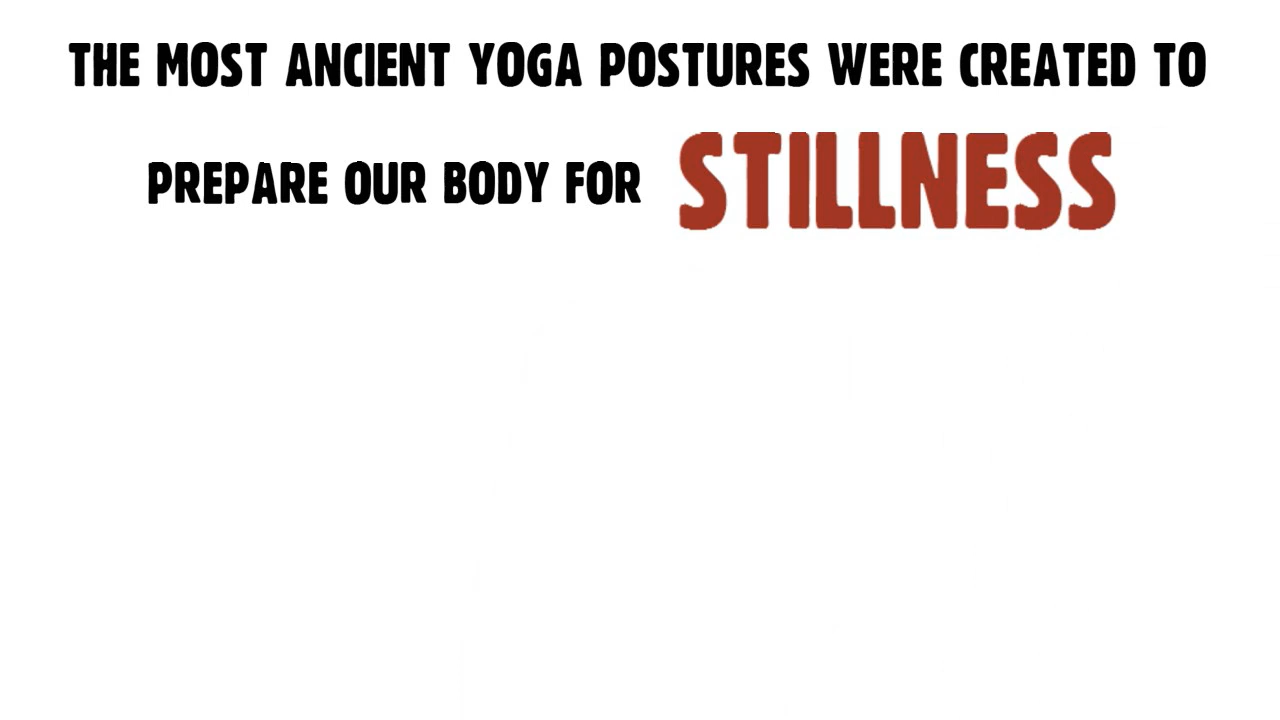 THE MOST ANCIENT YOGA POSTURES WERE CREATED TO
PREPARE OUR BODY FOR STILLNESS